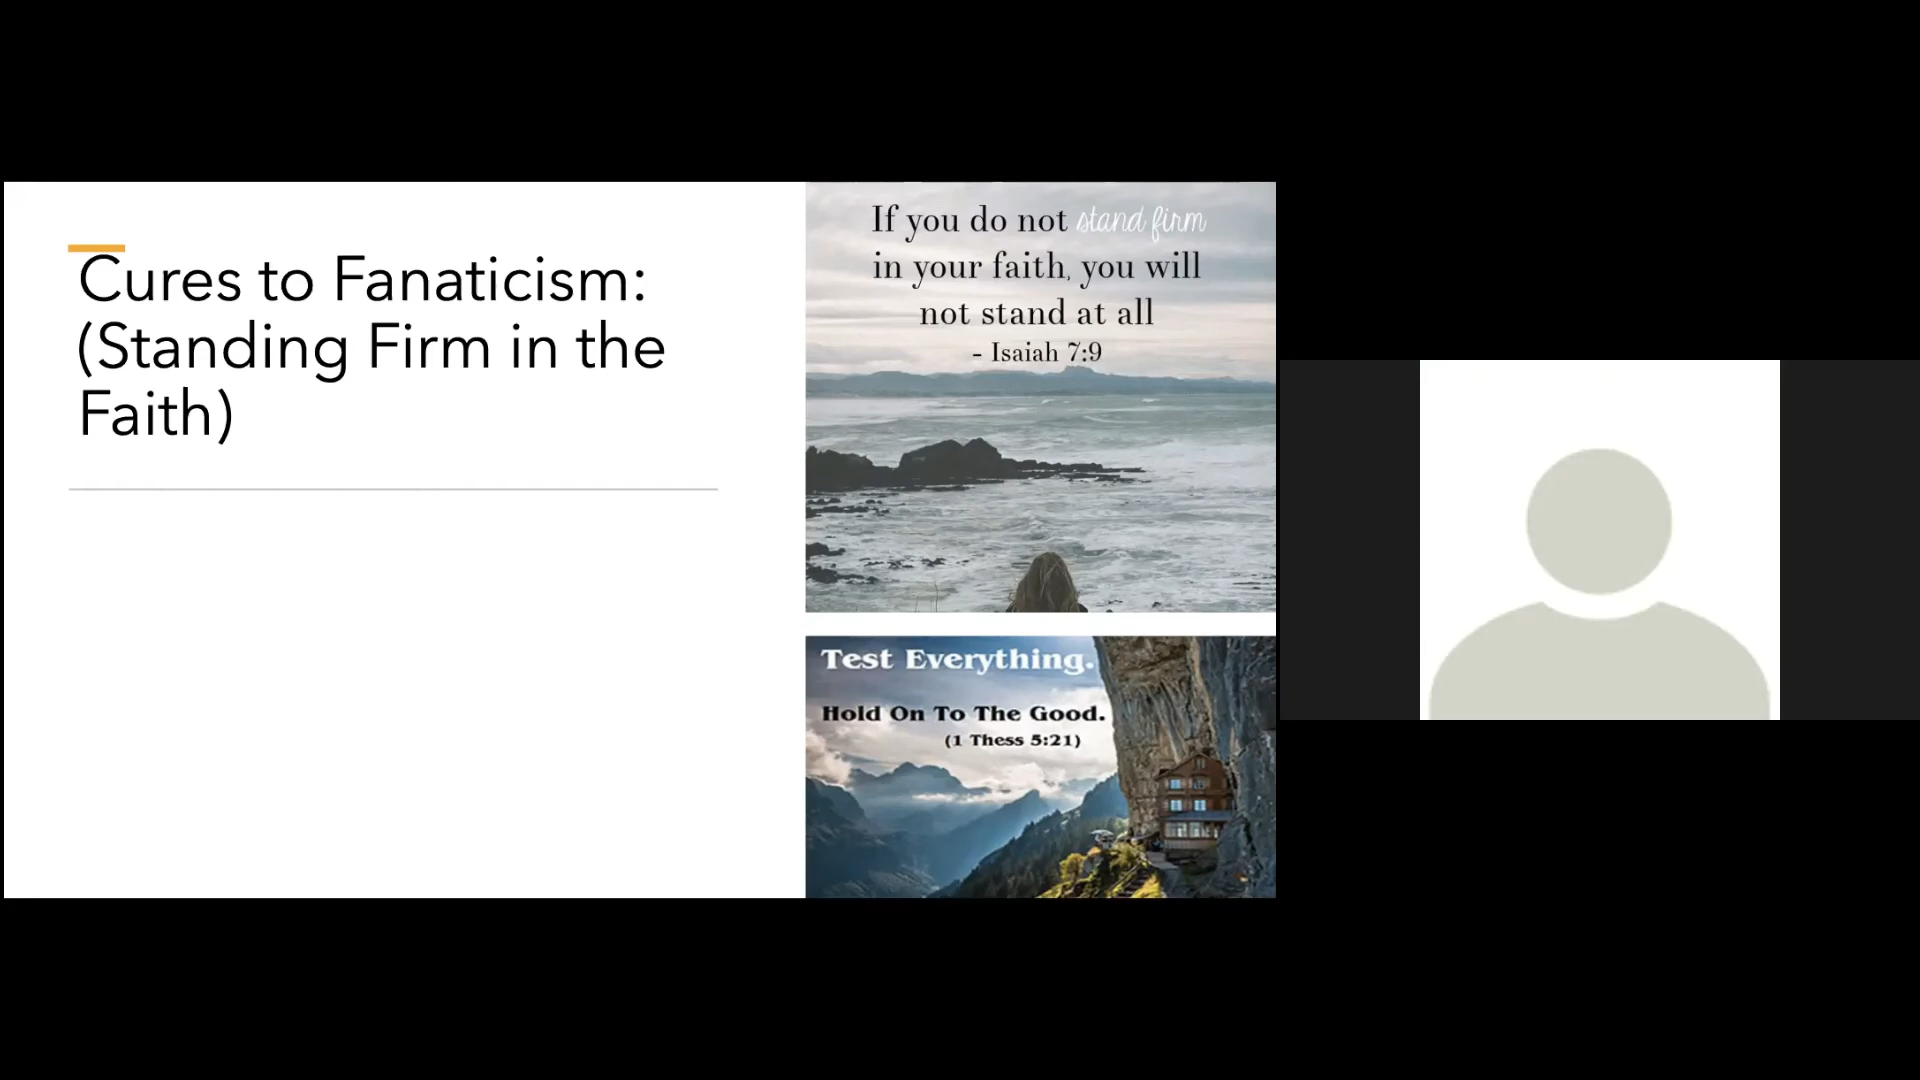 Cures to Fanaticism:
(Standing Firm in the
Faith)
If you do not stand firm
in your faith, you will
not stand at all
- Isaiah 7:9
Test Everything.
Hold On To The Good.
(1 Thess 5:21)